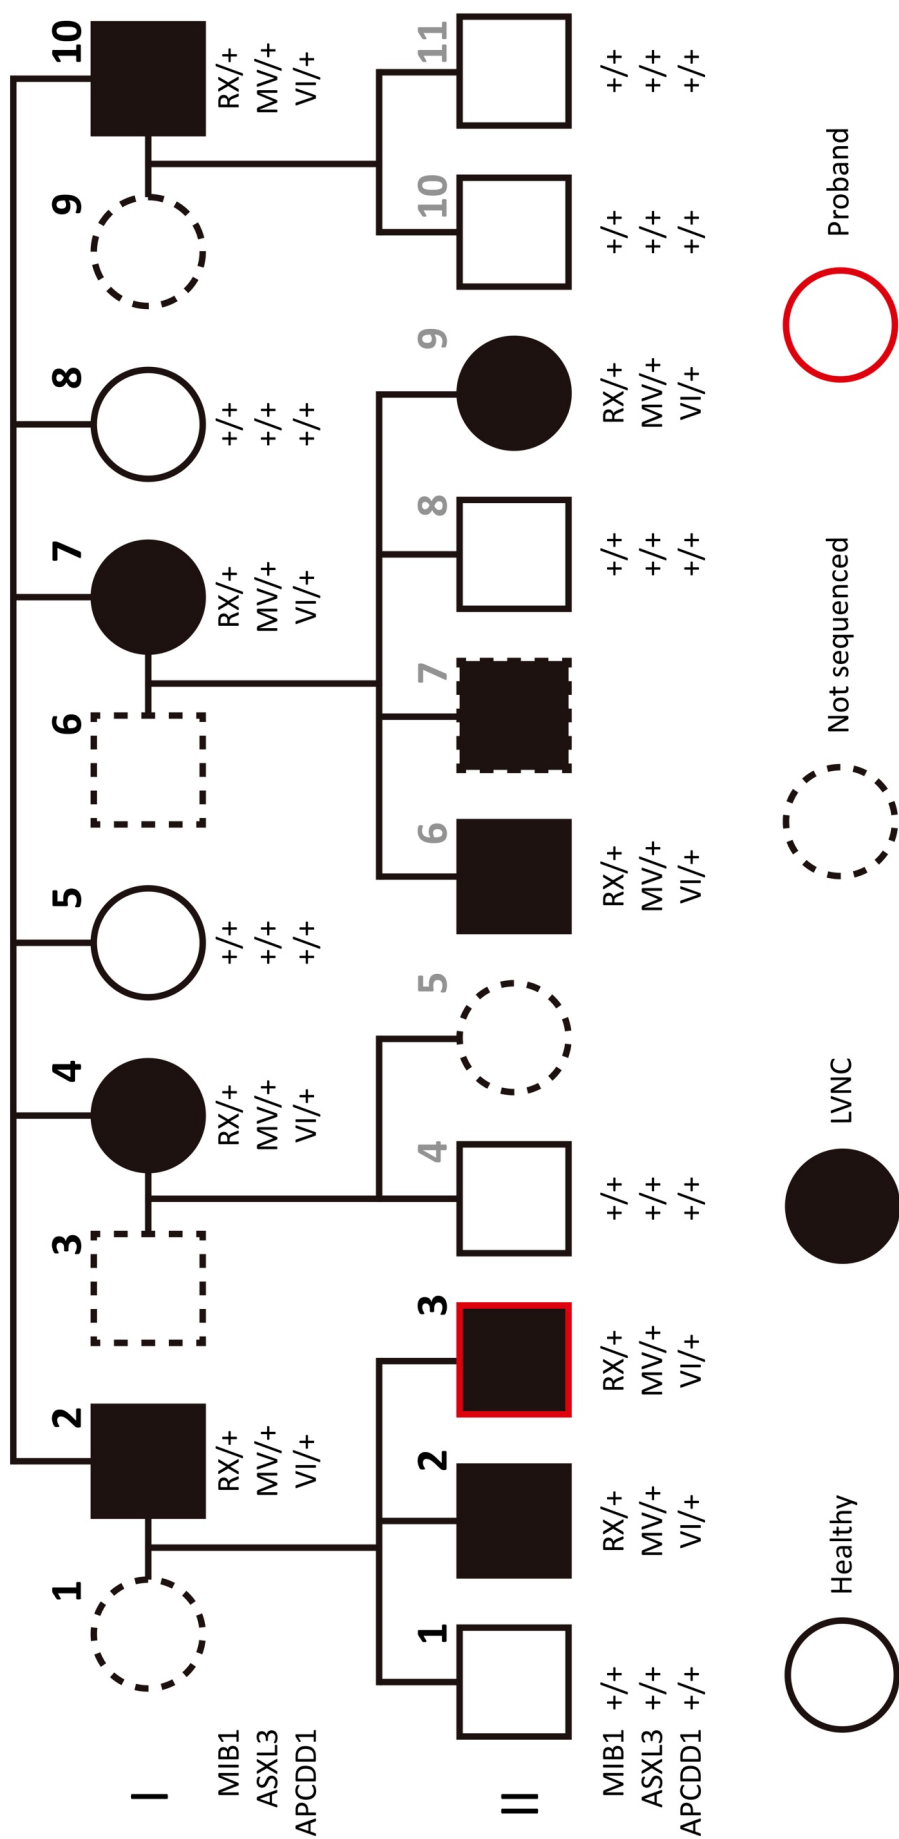 1 2 3 4 5 6 7 8 9 10
I
MIB1 RX/+ RX/+ +/+ RX/+ +/+ RX/+
ASXL3 MV/+ MV/+ +/+ MV/+ +/+ MV/+
APCDD1 VI/+ VI/+ +/+ VI/+ +/+ VI/+
1 2 3 4 5 6 7 8 9 10 11
II
MIB1 +/+ RX/+ RX/+ +/+ RX/+ +/+ RX/+ +/+ +/+
ASXL3 +/+ MV/+ MV/+ +/+ MV/+ +/+ MV/+ +/+ +/+
APCDD1 +/+ VI/+ VI/+ +/+ VI/+ +/+ VI/+ +/+ +/+
Healthy LVNC Not sequenced Proband